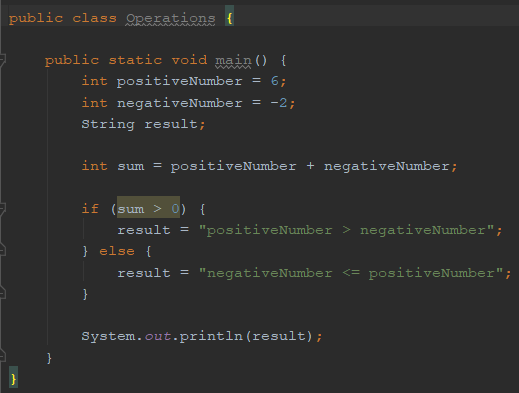 public class Operations {
public static void main() {
int positiveNumber = 6;
int negativeNumber = -2;
String result;
int sum = positiveNumber + negativeNumber;
if (sum > 0) {
result = "positiveNumber > negativeNumber";
} else {
result = "negativeNumber <= positiveNumber";
}
System.out.println(result);
}
}